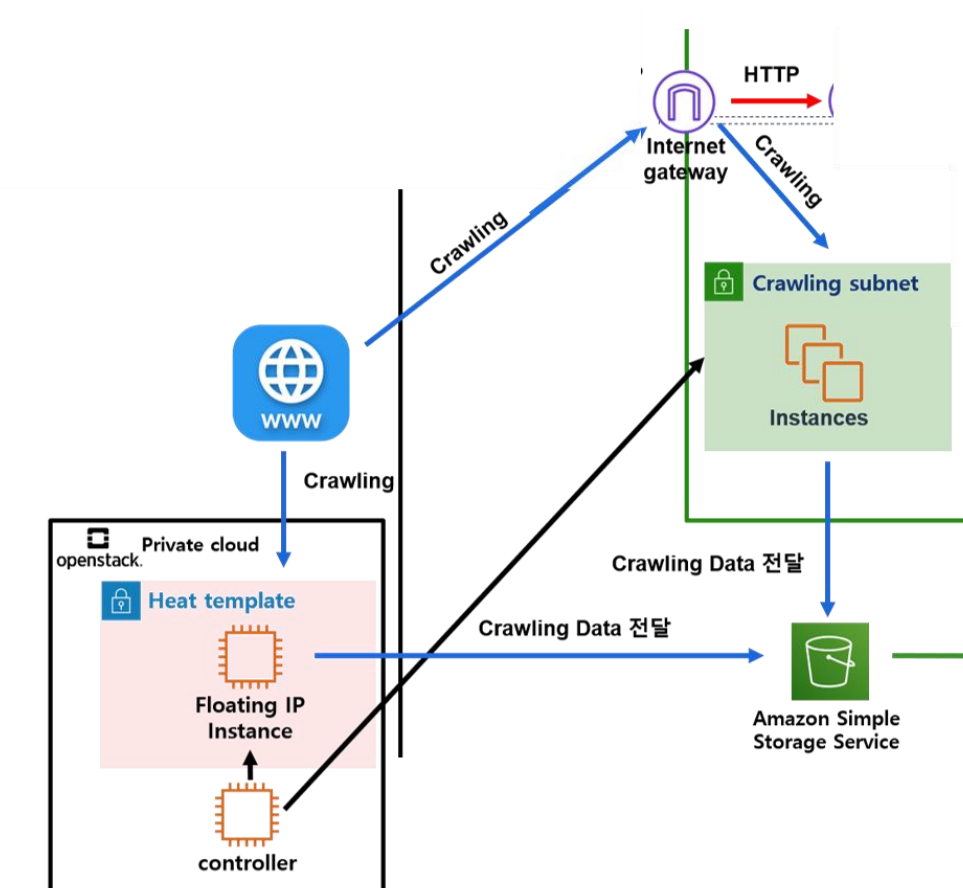 HTTP
Internet
gateway
Crawling
Crawling
Crawling subnet
Instances
www
Crawling
openstack.
Private cloud
Heat template
Floating IP
Instance
controller
Crawling Data 전달
Crawling Data 전달
Amazon Simple
Storage Service